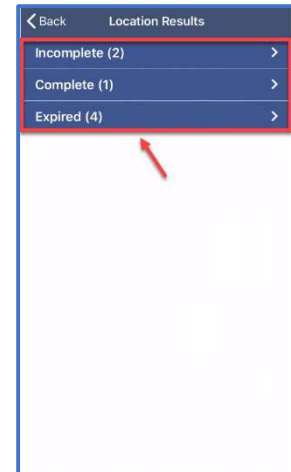 Back Location Results
Incomplete (2)
Complete (1)
Expired (4)